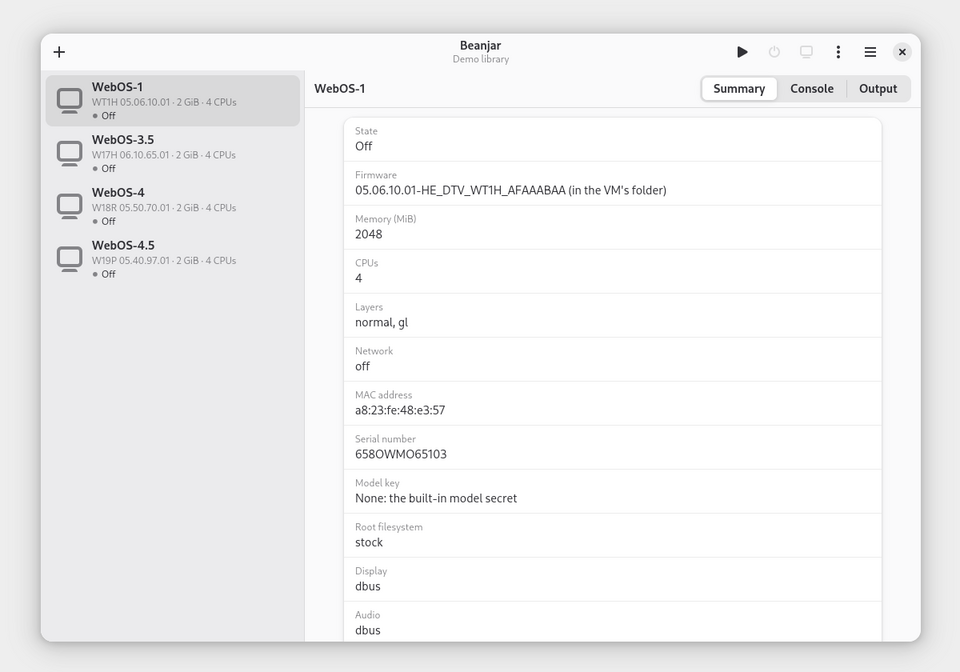 Beanjar
Demo library
WebOS-1
WT1H 05.06.10.01 · 2 GiB · 4 CPUs
Off
WebOS-3.5
W17H 06.10.65.01 · 2 GiB · 4 CPUs
Off
WebOS-4
W18R 05.50.70.01 · 2 GiB · 4 CPUs
Off
WebOS-4.5
W19P 05.40.97.01 · 2 GiB · 4 CPUs
Off
WebOS-1
Summary
Console
Output
State
Off
Firmware
05.06.10.01-HE_DTV_WT1H_AFAAABAA (in the VM's folder)
Memory (MiB)
2048
CPUs
4
Layers
normal, gl
Network
off
MAC address
a8:23:fe:48:e3:57
Serial number
658OWMO65103
Model key
None: the built-in model secret
Root filesystem
stock
Display
dbus
Audio
dbus